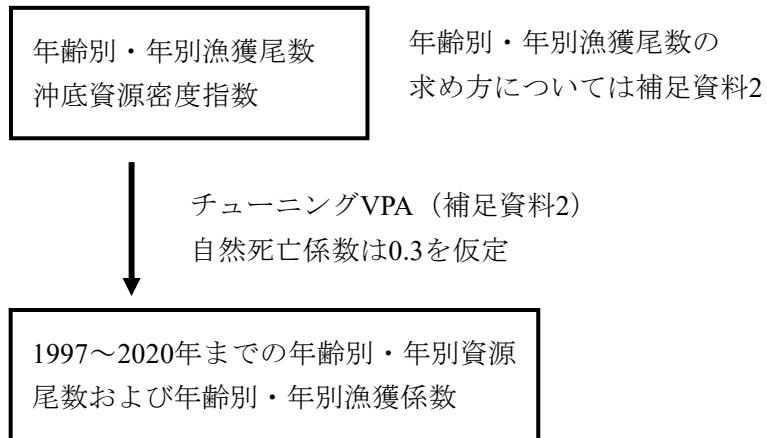 年齢別・年別漁獲尾数
沖底資源密度指数
年齢別・年別漁獲尾数の
求め方については補足資料2
チューニングVPA（補足資料2）
自然死亡係数は0.3を仮定
1997～2020年までの年齢別・年別資源
尾数および年齢別・年別漁獲係数